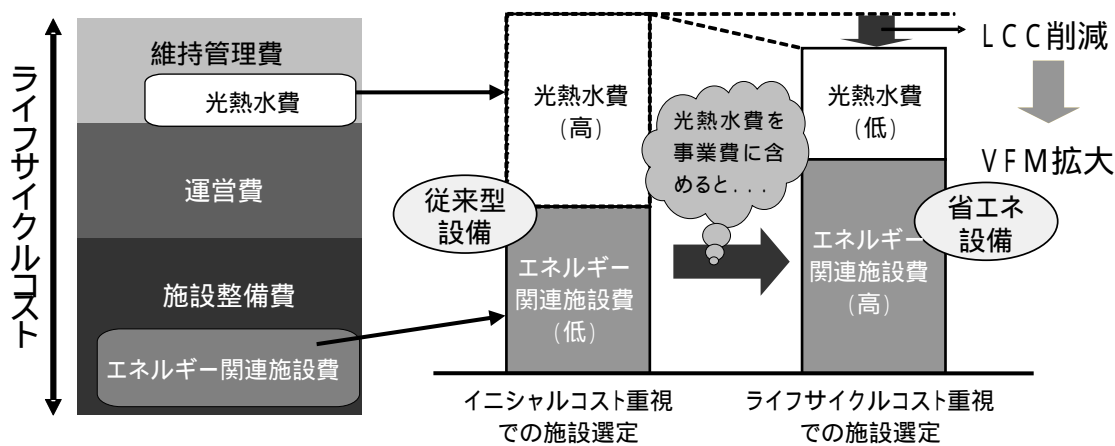 ライフサイクルコスト
維持管理費
光熱水費
運営費
施設整備費
エネルギー関連施設費
光熱水費
(高)
従来型
設備
エネルギー
関連施設費
(低)
イニシャルコスト重視
での施設選定
光熱水費を
事業費に含
めると...
光熱水費
(低)
エネルギー
関連施設費
(高)
省エネ
設備
ライフサイクルコスト重視
での施設選定
LCC削減
VFM拡大